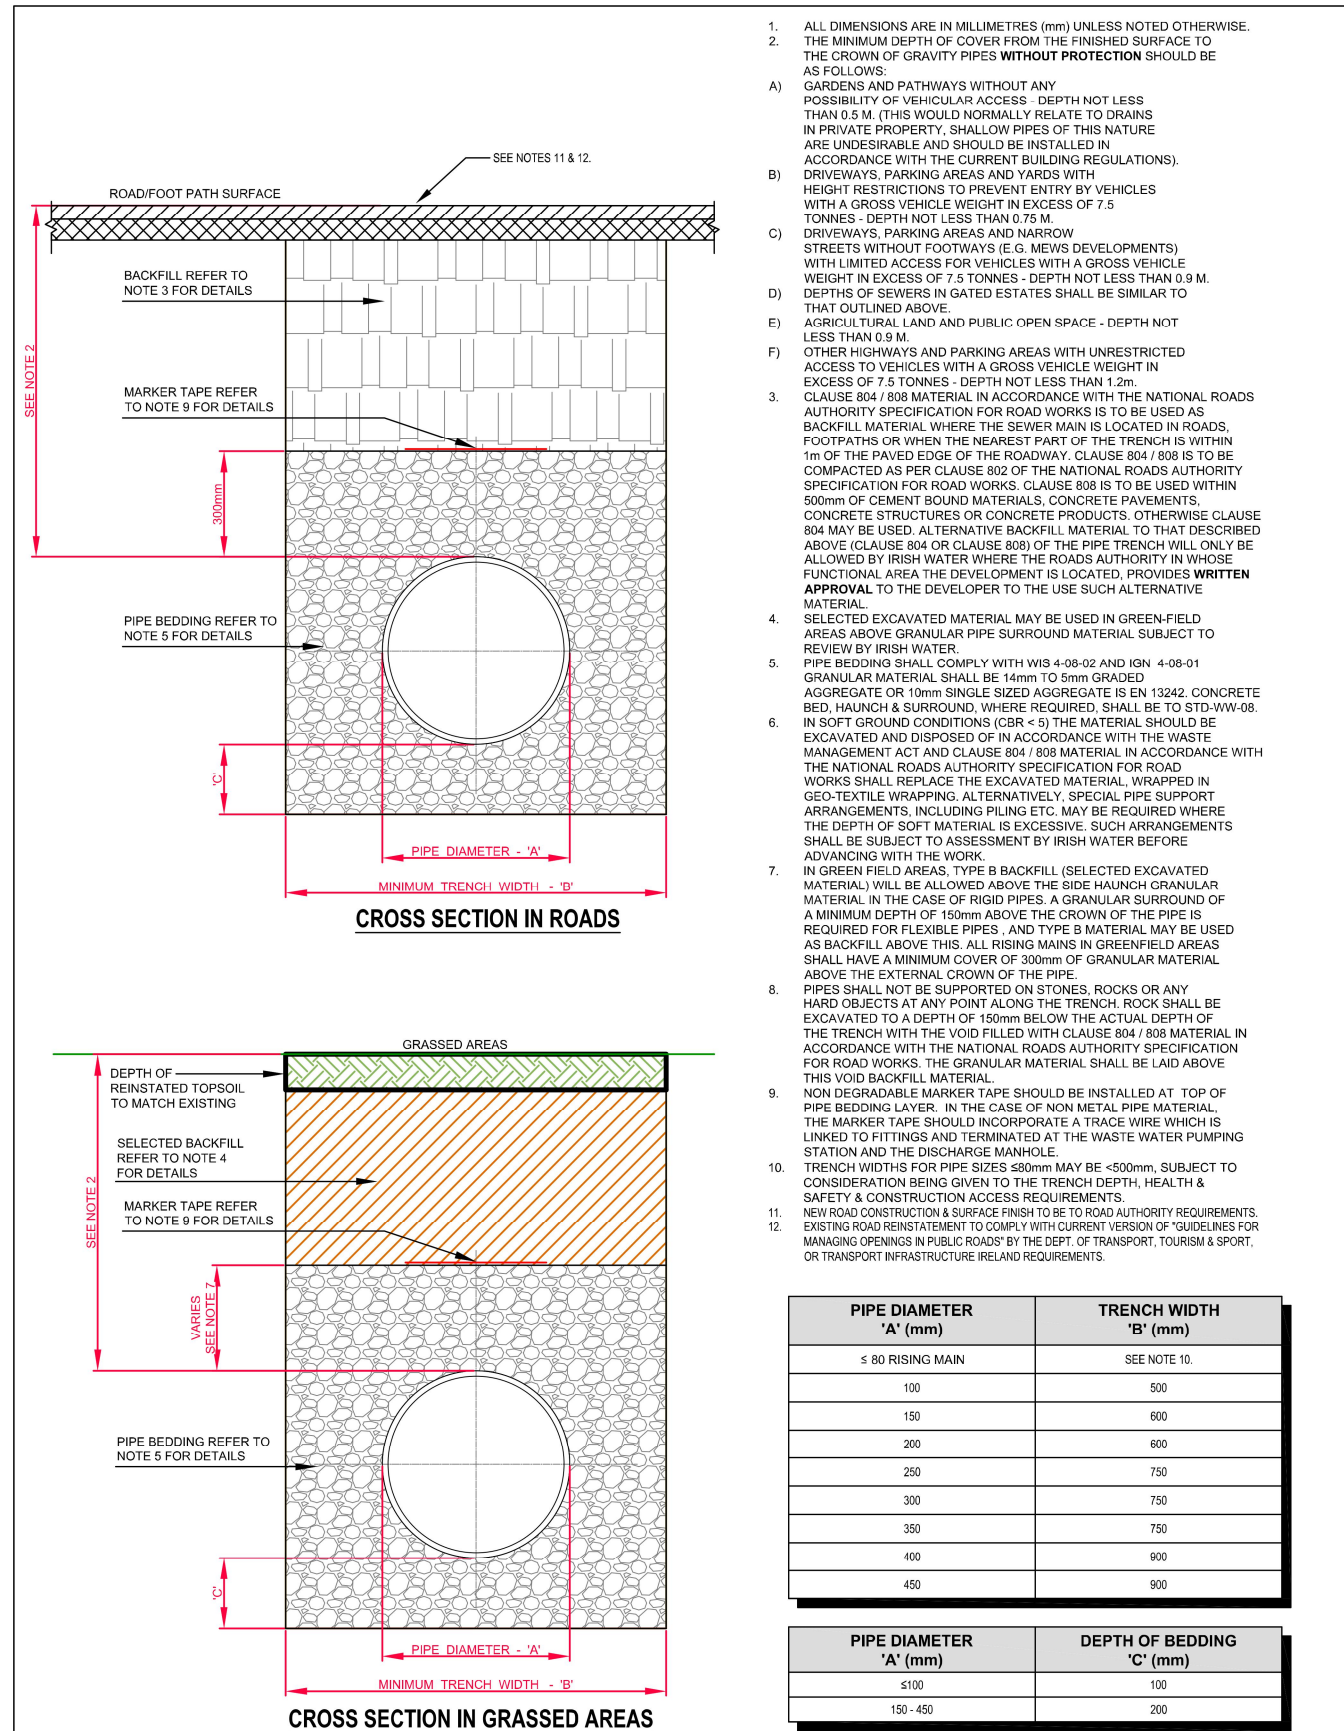 SEE NOTES 11 & 12.
ROAD/FOOT PATH SURFACE
BACKFILL REFER TO
NOTE 3 FOR DETAILS
SEE NOTE 2
MARKER TAPE REFER
TO NOTE 9 FOR DETAILS
300mm
PIPE BEDDING REFER TO
NOTE 5 FOR DETAILS
'C'
PIPE DIAMETER - 'A'
MINIMUM TRENCH WIDTH - 'B'
CROSS SECTION IN ROADS
GRASSED AREAS
DEPTH OF
REINSTATED TOPSOIL
TO MATCH EXISTING
SELECTED BACKFILL
REFER TO NOTE 4
FOR DETAILS
SEE NOTE 2
MARKER TAPE REFER
TO NOTE 9 FOR DETAILS
VARIES
SEE NOTE 7
PIPE BEDDING REFER TO
NOTE 5 FOR DETAILS
'C'
PIPE DIAMETER - 'A'
MINIMUM TRENCH WIDTH - 'B'
CROSS SECTION IN GRASSED AREAS
1. ALL DIMENSIONS ARE IN MILLIMETRES (mm) UNLESS NOTED OTHERWISE.
2. THE MINIMUM DEPTH OF COVER FROM THE FINISHED SURFACE TO
THE CROWN OF GRAVITY PIPES WITHOUT PROTECTION SHOULD BE
AS FOLLOWS:
A) GARDENS AND PATHWAYS WITHOUT ANY
POSSIBILITY OF VEHICULAR ACCESS - DEPTH NOT LESS
THAN 0.5 M. (THIS WOULD NORMALLY RELATE TO DRAINS
IN PRIVATE PROPERTY, SHALLOW PIPES OF THIS NATURE
ARE UNDESIRABLE AND SHOULD BE INSTALLED IN
ACCORDANCE WITH THE CURRENT BUILDING REGULATIONS).
B) DRIVEWAYS, PARKING AREAS AND YARDS WITH
HEIGHT RESTRICTIONS TO PREVENT ENTRY BY VEHICLES
WITH A GROSS VEHICLE WEIGHT IN EXCESS OF 7.5
TONNES - DEPTH NOT LESS THAN 0.75 M.
C) DRIVEWAYS, PARKING AREAS AND NARROW
STREETS WITHOUT FOOTWAYS (E.G. MEWS DEVELOPMENTS)
WITH LIMITED ACCESS FOR VEHICLES WITH A GROSS VEHICLE
WEIGHT IN EXCESS OF 7.5 TONNES - DEPTH NOT LESS THAN 0.9 M.
D) DEPTHS OF SEWERS IN GATED ESTATES SHALL BE SIMILAR TO
THAT OUTLINED ABOVE.
E) AGRICULTURAL LAND AND PUBLIC OPEN SPACE - DEPTH NOT
LESS THAN 0.9 M.
F) OTHER HIGHWAYS AND PARKING AREAS WITH UNRESTRICTED
ACCESS TO VEHICLES WITH A GROSS VEHICLE WEIGHT IN
EXCESS OF 7.5 TONNES - DEPTH NOT LESS THAN 1.2m.
3. CLAUSE 804 / 808 MATERIAL IN ACCORDANCE WITH THE NATIONAL ROADS
AUTHORITY SPECIFICATION FOR ROAD WORKS IS TO BE USED AS
BACKFILL MATERIAL WHERE THE SEWER MAIN IS LOCATED IN ROADS,
FOOTPATHS OR WHEN THE NEAREST PART OF THE TRENCH IS WITHIN
1m OF THE PAVED EDGE OF THE ROADWAY. CLAUSE 804 / 808 IS TO BE
COMPACTED AS PER CLAUSE 802 OF THE NATIONAL ROADS AUTHORITY
SPECIFICATION FOR ROAD WORKS. CLAUSE 808 IS TO BE USED WITHIN
500mm OF CEMENT BOUND MATERIALS, CONCRETE PAVEMENTS,
CONCRETE STRUCTURES OR CONCRETE PRODUCTS. OTHERWISE CLAUSE
804 MAY BE USED. ALTERNATIVE BACKFILL MATERIAL TO THAT DESCRIBED
ABOVE (CLAUSE 804 OR CLAUSE 808) OF THE PIPE TRENCH WILL ONLY BE
ALLOWED BY IRISH WATER WHERE THE ROADS AUTHORITY IN WHOSE
FUNCTIONAL AREA THE DEVELOPMENT IS LOCATED, PROVIDES WRITTEN
APPROVAL TO THE DEVELOPER TO THE USE SUCH ALTERNATIVE
MATERIAL.
4. SELECTED EXCAVATED MATERIAL MAY BE USED IN GREEN-FIELD
AREAS ABOVE GRANULAR PIPE SURROUND MATERIAL SUBJECT TO
REVIEW BY IRISH WATER.
5. PIPE BEDDING SHALL COMPLY WITH WIS 4-08-02 AND IGN 4-08-01
GRANULAR MATERIAL SHALL BE 14mm TO 5mm GRADED
AGGREGATE OR 10mm SINGLE SIZED AGGREGATE IS EN 13242. CONCRETE
BED, HAUNCH & SURROUND, WHERE REQUIRED, SHALL BE TO STD-WW-08.
6. IN SOFT GROUND CONDITIONS (CBR < 5) THE MATERIAL SHOULD BE
EXCAVATED AND DISPOSED OF IN ACCORDANCE WITH THE WASTE
MANAGEMENT ACT AND CLAUSE 804 / 808 MATERIAL IN ACCORDANCE WITH
THE NATIONAL ROADS AUTHORITY SPECIFICATION FOR ROAD
WORKS SHALL REPLACE THE EXCAVATED MATERIAL, WRAPPED IN
GEO-TEXTILE WRAPPING. ALTERNATIVELY, SPECIAL PIPE SUPPORT
ARRANGEMENTS, INCLUDING PILING ETC. MAY BE REQUIRED WHERE
THE DEPTH OF SOFT MATERIAL IS EXCESSIVE. SUCH ARRANGEMENTS
SHALL BE SUBJECT TO ASSESSMENT BY IRISH WATER BEFORE
ADVANCING WITH THE WORK.
7. IN GREEN FIELD AREAS, TYPE B BACKFILL (SELECTED EXCAVATED
MATERIAL) WILL BE ALLOWED ABOVE THE SIDE HAUNCH GRANULAR
MATERIAL IN THE CASE OF RIGID PIPES. A GRANULAR SURROUND OF
A MINIMUM DEPTH OF 150mm ABOVE THE CROWN OF THE PIPE IS
REQUIRED FOR FLEXIBLE PIPES , AND TYPE B MATERIAL MAY BE USED
AS BACKFILL ABOVE THIS. ALL RISING MAINS IN GREENFIELD AREAS
SHALL HAVE A MINIMUM COVER OF 300mm OF GRANULAR MATERIAL
ABOVE THE EXTERNAL CROWN OF THE PIPE.
8. PIPES SHALL NOT BE SUPPORTED ON STONES, ROCKS OR ANY
HARD OBJECTS AT ANY POINT ALONG THE TRENCH. ROCK SHALL BE
EXCAVATED TO A DEPTH OF 150mm BELOW THE ACTUAL DEPTH OF
THE TRENCH WITH THE VOID FILLED WITH CLAUSE 804 / 808 MATERIAL IN
ACCORDANCE WITH THE NATIONAL ROADS AUTHORITY SPECIFICATION
FOR ROAD WORKS. THE GRANULAR MATERIAL SHALL BE LAID ABOVE
THIS VOID BACKFILL MATERIAL.
9. NON DEGRADABLE MARKER TAPE SHOULD BE INSTALLED AT TOP OF
PIPE BEDDING LAYER. IN THE CASE OF NON METAL PIPE MATERIAL,
THE MARKER TAPE SHOULD INCORPORATE A TRACE WIRE WHICH IS
LINKED TO FITTINGS AND TERMINATED AT THE WASTE WATER PUMPING
STATION AND THE DISCHARGE MANHOLE.
10. TRENCH WIDTHS FOR PIPE SIZES ≤80mm MAY BE <500mm, SUBJECT TO
CONSIDERATION BEING GIVEN TO THE TRENCH DEPTH, HEALTH &
SAFETY & CONSTRUCTION ACCESS REQUIREMENTS.
11. NEW ROAD CONSTRUCTION & SURFACE FINISH TO BE TO ROAD AUTHORITY REQUIREMENTS.
12. EXISTING ROAD REINSTATEMENT TO COMPLY WITH CURRENT VERSION OF "GUIDELINES FOR
MANAGING OPENINGS IN PUBLIC ROADS" BY THE DEPT. OF TRANSPORT, TOURISM & SPORT,
OR TRANSPORT INFRASTRUCTURE IRELAND REQUIREMENTS.
PIPE DIAMETER 'A' (mm) TRENCH WIDTH 'B' (mm)
≤ 80 RISING MAIN SEE NOTE 10.
100 500
150 600
200 600
250 750
300 750
350 750
400 900
450 900
PIPE DIAMETER 'A' (mm) DEPTH OF BEDDING 'C' (mm)
≤100 100
150 - 450 200